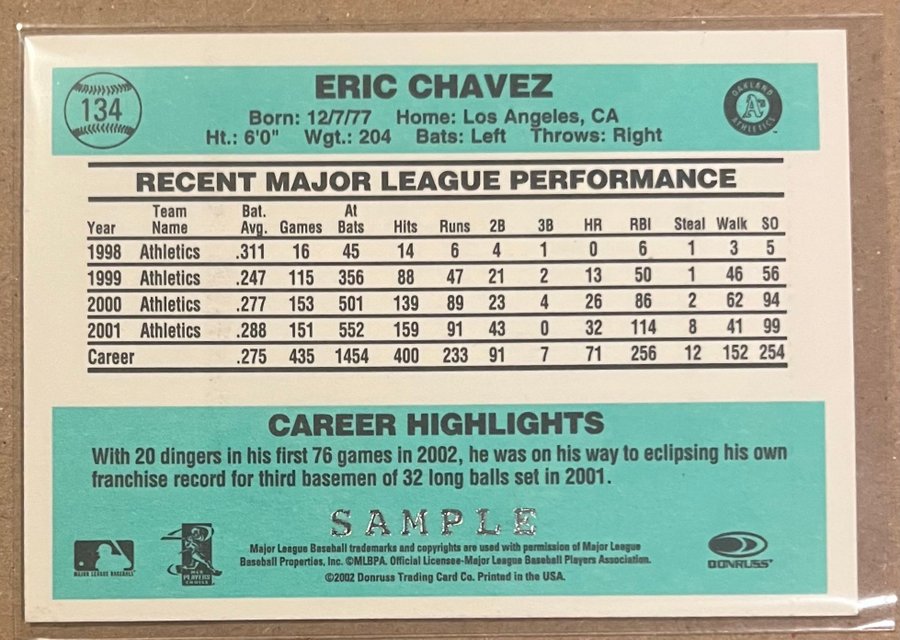 134
ERIC CHAVEZ
Born: 12/7/77 Home: Los Angeles, CA
Ht.: 6'0" Wgt.: 204 Bats: Left Throws: Right
OAKLAND A's ATHLETICS ™
RECENT MAJOR LEAGUE PERFORMANCE
Year Team Name Bat. Avg. Games At Bats Hits Runs 2B 3B HR RBI Steal Walk SO
1998 Athletics .311 16 45 14 6 4 1 0 6 1 3 5
1999 Athletics .247 115 356 88 47 21 2 13 50 1 46 56
2000 Athletics .277 153 501 139 89 23 4 26 86 2 62 94
2001 Athletics .288 151 552 159 91 43 0 32 114 8 41 99
Career .275 435 1454 400 233 91 7 71 256 12 152 254
CAREER HIGHLIGHTS
With 20 dingers in his first 76 games in 2002, he was on his way to eclipsing his own
franchise record for third basemen of 32 long balls set in 2001.
SAMPLE
MAJOR LEAGUE BASEBALL
MLB PLAYERS CHOICE
Major League Baseball trademarks and copyrights are used with permission of Major League
Baseball Properties, Inc. ©MLBPA. Official Licensee-Major League Baseball Players Association.
©2002 Donruss Trading Card Co. Printed in the USA.
DONRUSS